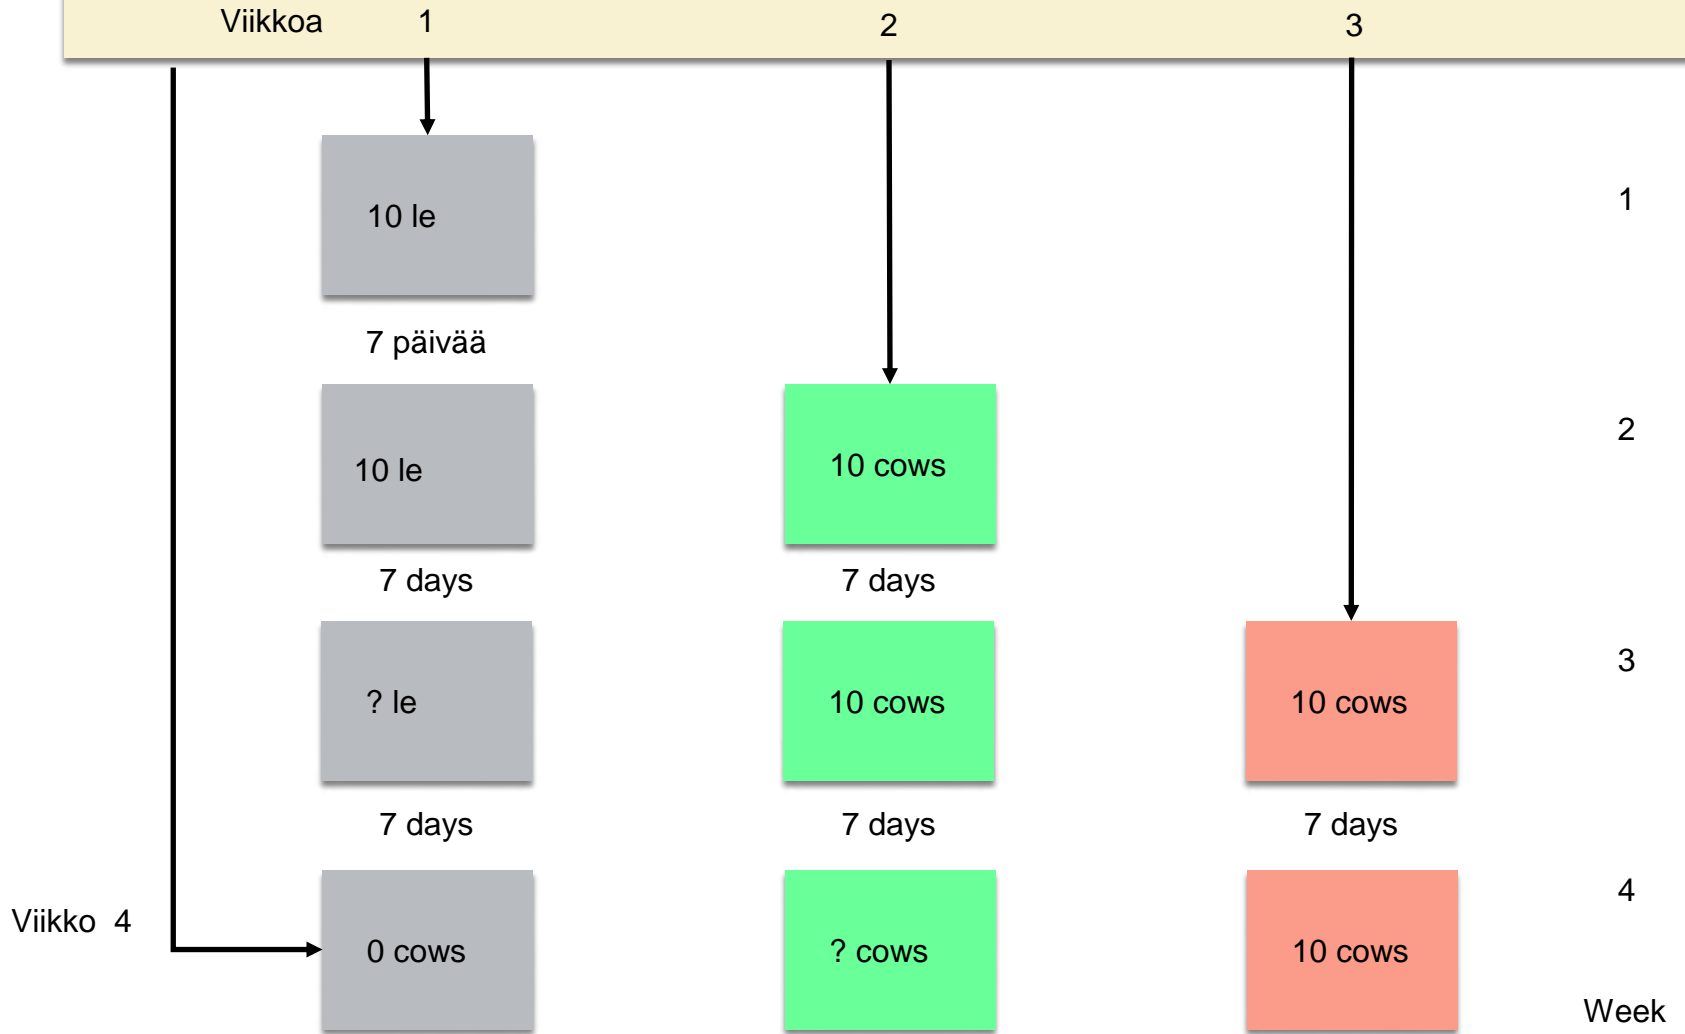 Viikkoa 1 2 3
10 le 1
7 päivää
10 le 10 cows 2
7 days 7 days
? le 10 cows 10 cows 3
7 days 7 days 7 days
Viikko 4 0 cows ? cows 10 cows 4
Week